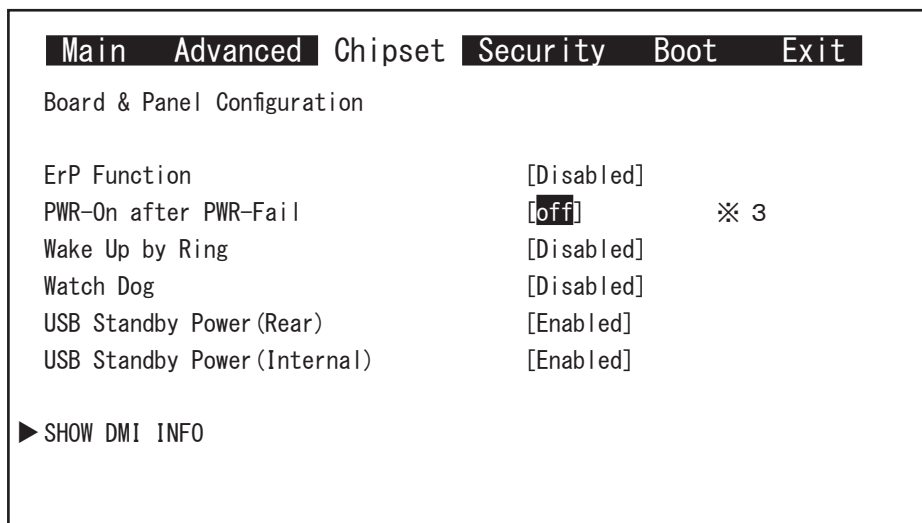 Main Advanced Chipset Security Boot Exit
Board & Panel Configuration
ErP Function [Disabled]
PWR-On after PWR-Fail [off] ※ 3
Wake Up by Ring [Disabled]
Watch Dog [Disabled]
USB Standby Power(Rear) [Enabled]
USB Standby Power(Internal) [Enabled]
▶ SHOW DMI INFO